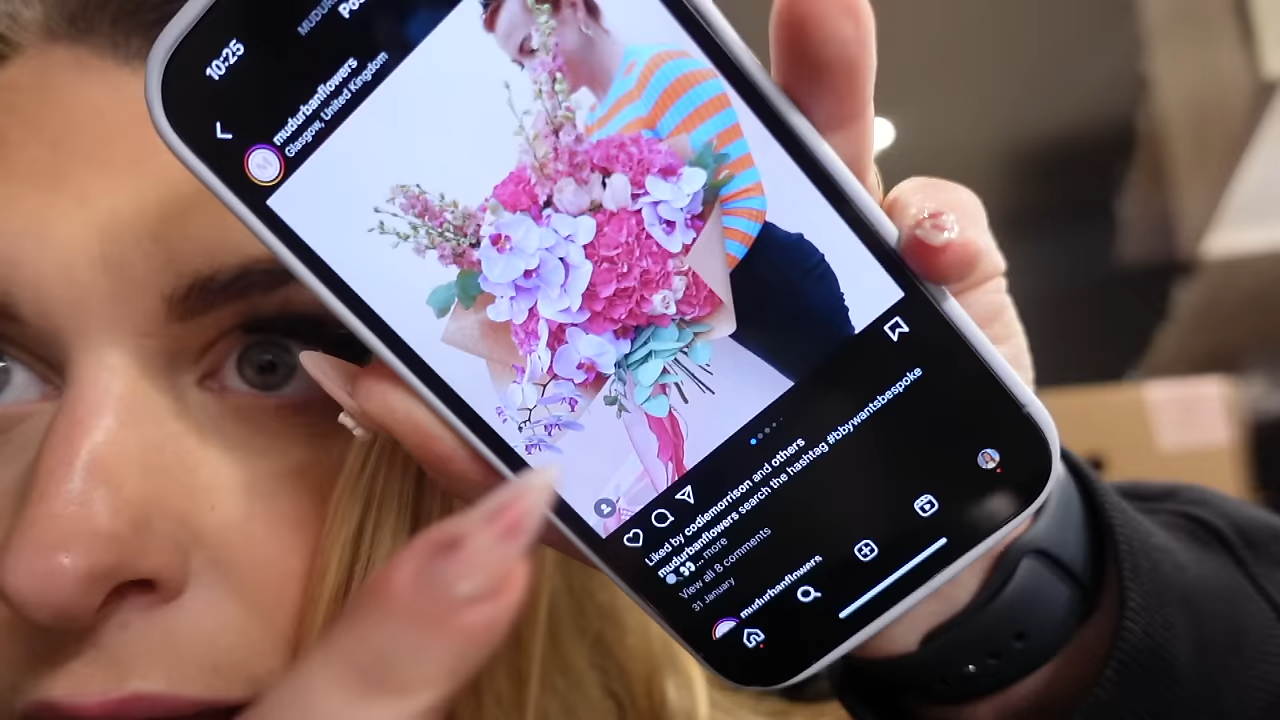 10:25
Pos
mudurbanflowers
Glasgow, United Kingdom
M
Liked by codiemorrison and others
mudurbanflowers search the hashtag #bbywantsbespoke
... more
View all 8 comments
31 January
mudurbanflowers